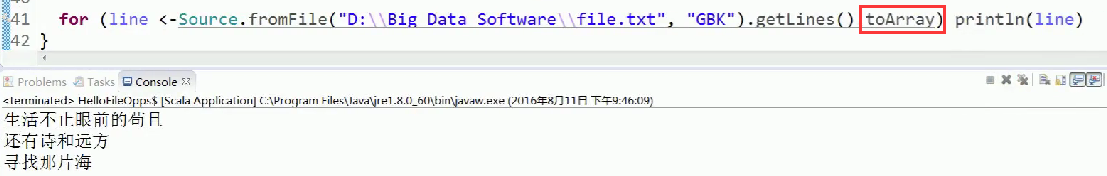 41 for (line <-Source.fromFile("D:\\Big Data Software\\file.txt", "GBK").getLines().toArray) println(line)
42 }
Problems Tasks Console
<terminated> HelloFileOpps$ [Scala Application] C:\Program Files\Java\jre1.8.0_60\bin\javaw.exe (2016年8月11日 下午9:46:09)
生活不止眼前的苟且
还有诗和远方
寻找那片海